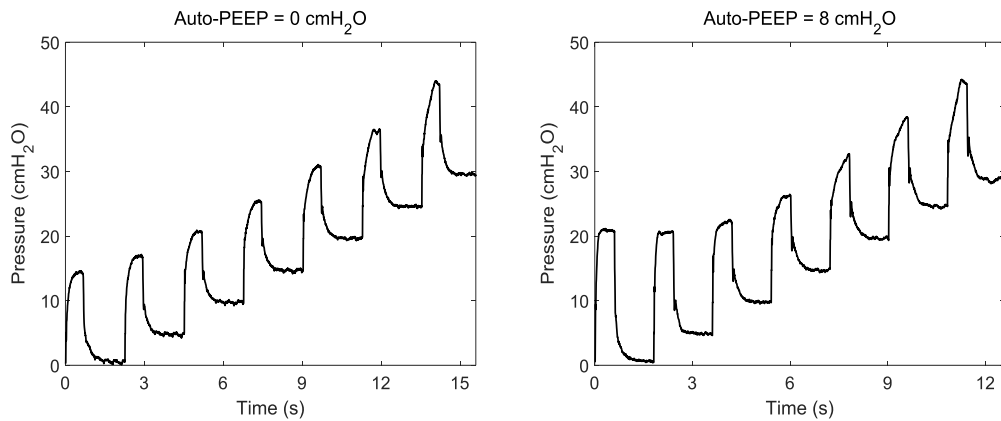 Auto-PEEP = 0 cmH2O
50
40
30
20
10
0
Pressure (cmH2O)
0 3 6 9 12 15
Time (s)
Auto-PEEP = 8 cmH2O
50
40
30
20
10
0
Pressure (cmH2O)
0 3 6 9 12
Time (s)